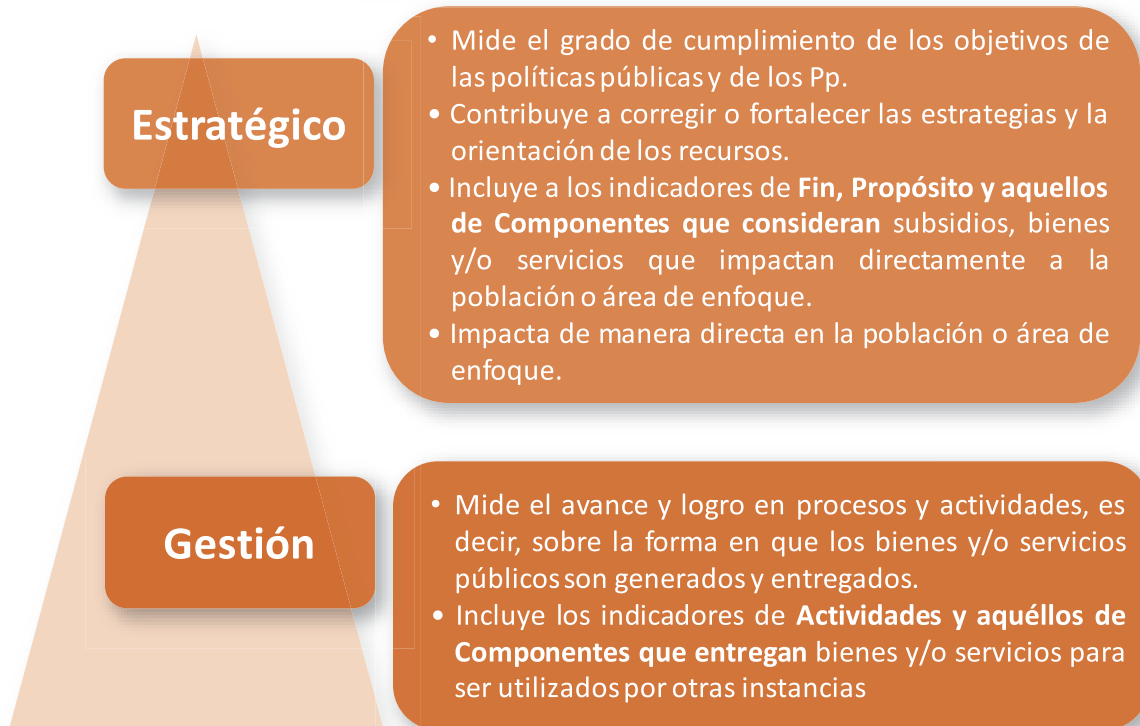 Estratégico
• Mide el grado de cumplimiento de los objetivos de
las políticas públicas y de los Pp.
• Contribuye a corregir o fortalecer las estrategias y la
orientación de los recursos.
• Incluye a los indicadores de Fin, Propósito y aquellos
de Componentes que consideran subsidios, bienes
y/o servicios que impactan directamente a la
población o área de enfoque.
• Impacta de manera directa en la población o área de
enfoque.
Gestión
• Mide el avance y logro en procesos y actividades, es
decir, sobre la forma en que los bienes y/o servicios
públicos son generados y entregados.
• Incluye los indicadores de Actividades y aquéllos de
Componentes que entregan bienes y/o servicios para
ser utilizados por otras instancias